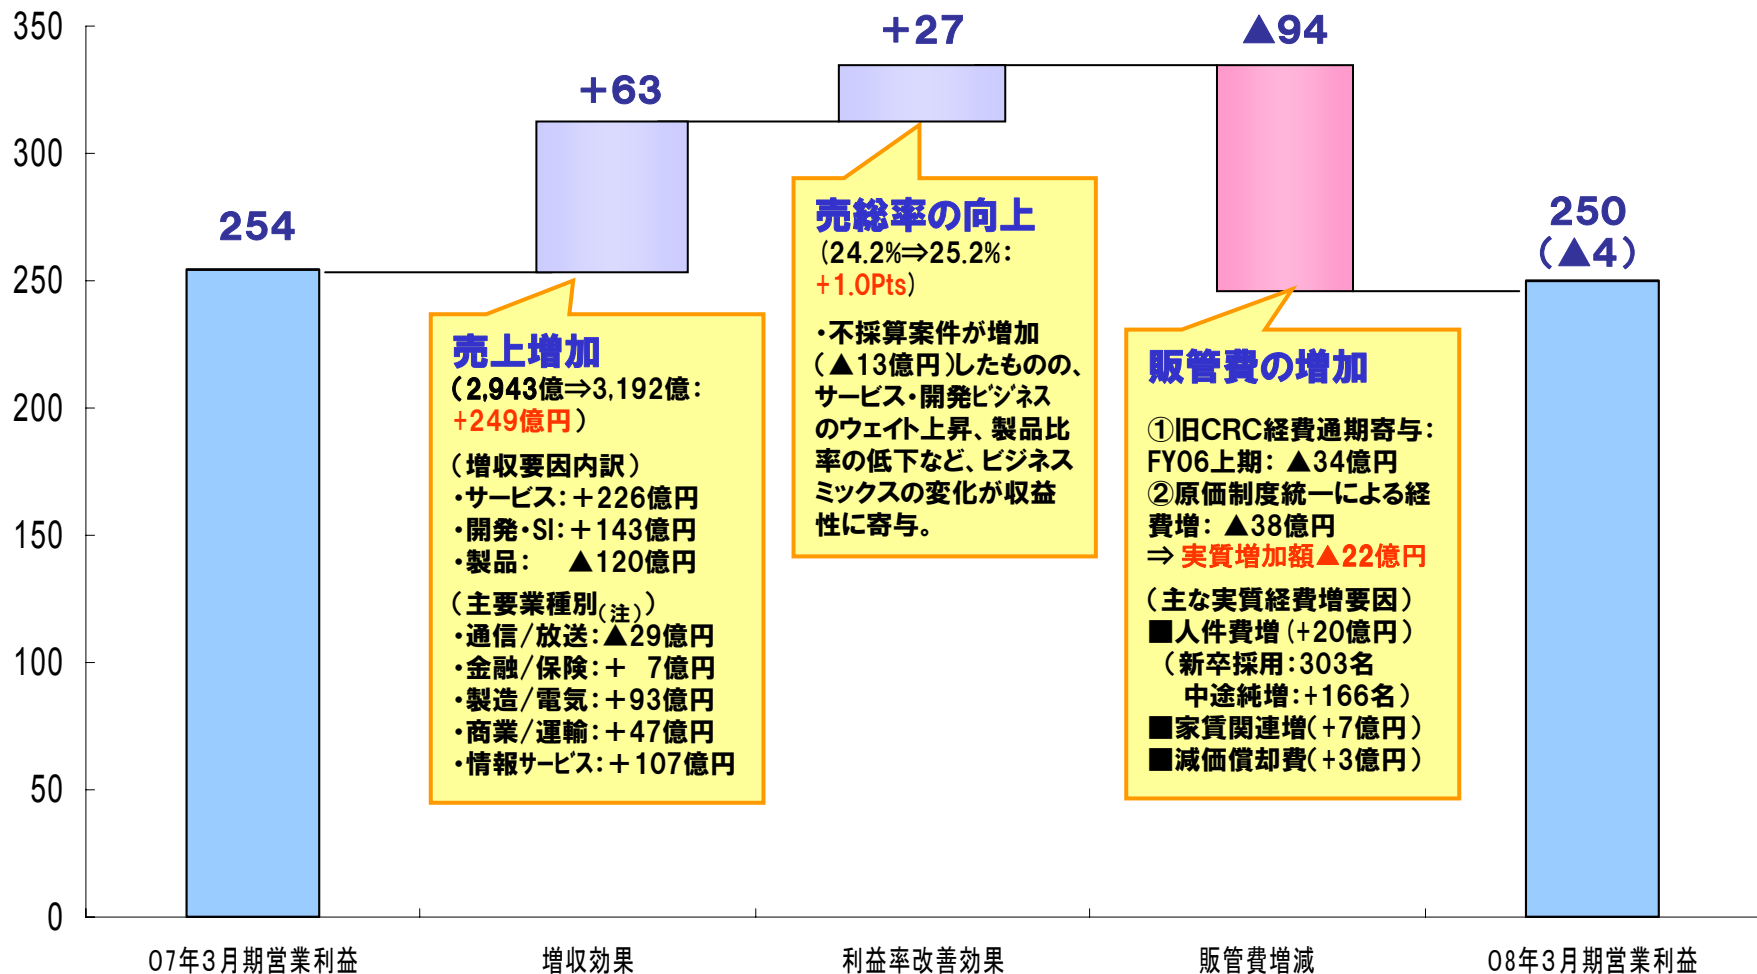 350
300
250
200
150
100
50
0
254
+63
+27
▲94
250
(▲4)
売上増加
(2,943億⇒3,192億:
+249億円)
(増収要因内訳)
・サービス:+226億円
・開発・SI:+143億円
・製品: ▲120億円
(主要業種別(注))
・通信/放送:▲29億円
・金融/保険:+ 7億円
・製造/電気:+93億円
・商業/運輸:+47億円
・情報サービス:+107億円
売総率の向上
(24.2%⇒25.2%:
+1.0Pts)
・不採算案件が増加
(▲13億円)したものの、
サービス・開発ビジネス
のウェイト上昇、製品比
率の低下など、ビジネス
ミックスの変化が収益
性に寄与。
販管費の増加
①旧CRC経費通期寄与:
FY06上期: ▲34億円
②原価制度統一による経
費増: ▲38億円
⇒ 実質増加額▲22億円
(主な実質経費増要因)
■人件費増(+20億円)
(新卒採用:303名
中途純増:+166名)
■家賃関連増(+7億円)
■減価償却費(+3億円)
07年3月期営業利益
増収効果
利益率改善効果
販管費増減
08年3月期営業利益